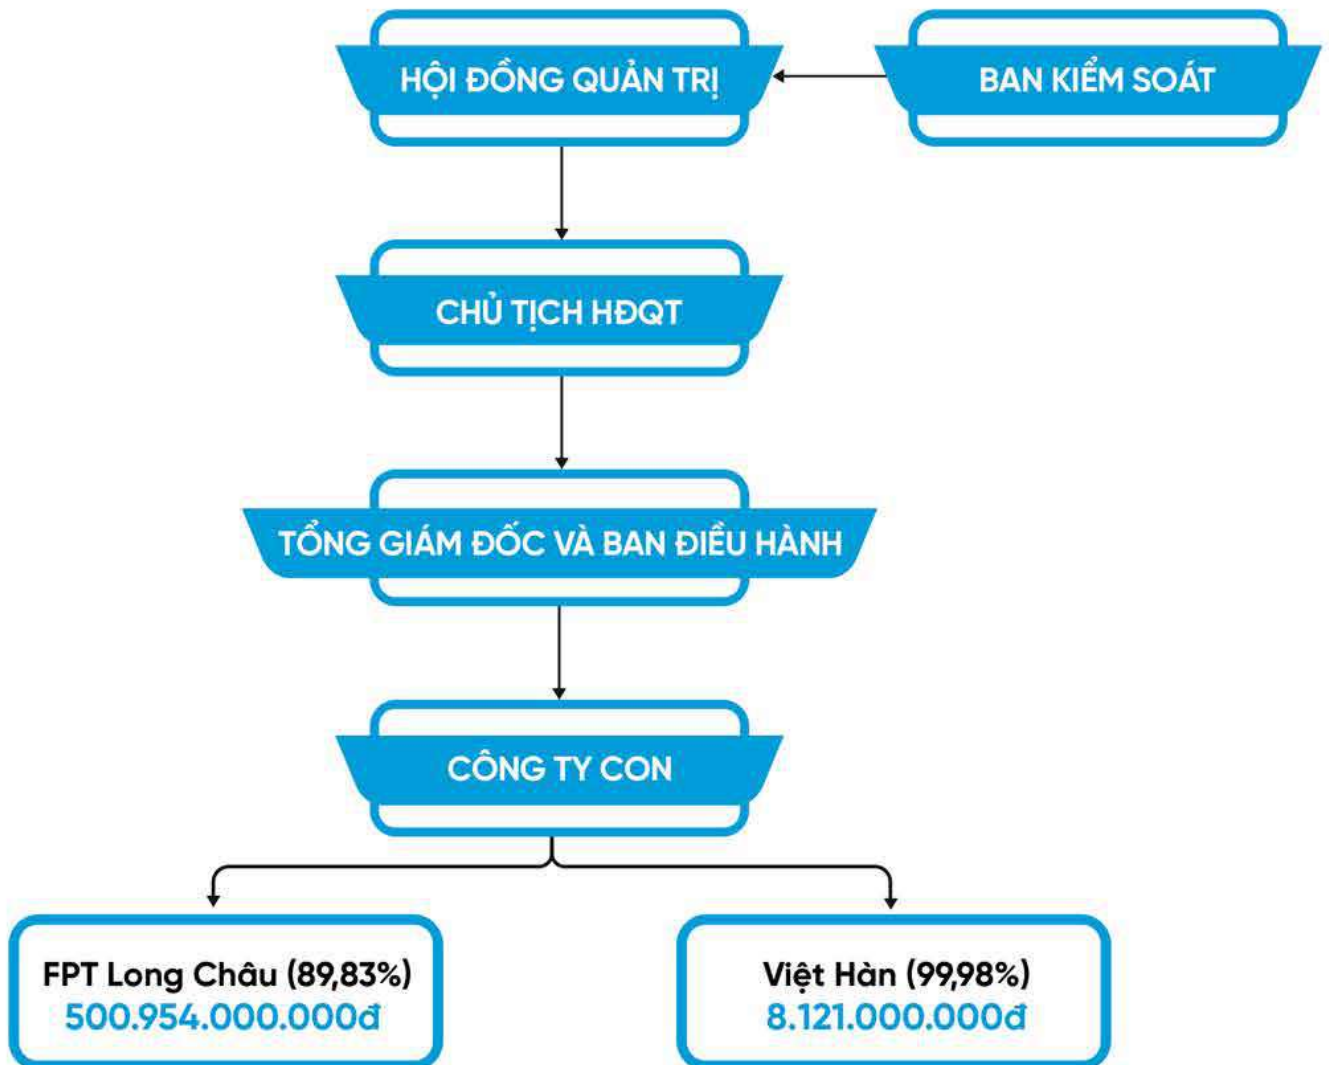 HỘI ĐỒNG QUẢN TRỊ
BAN KIỂM SOÁT
CHỦ TỊCH HĐQT
TỔNG GIÁM ĐỐC VÀ BAN ĐIỀU HÀNH
CÔNG TY CON
FPT Long Châu (89,83%)
500.954.000.000đ
Việt Hàn (99,98%)
8.121.000.000đ